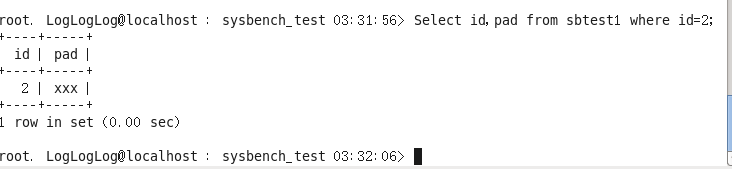 root. LogLogLog@localhost : sysbench_test 03:31:56> Select id,pad from sbtest1 where id=2;
+----+-----+
id | pad |
+----+-----+
2 | xxx |
+----+-----+
1 row in set (0.00 sec)
root. LogLogLog@localhost : sysbench_test 03:32:06>